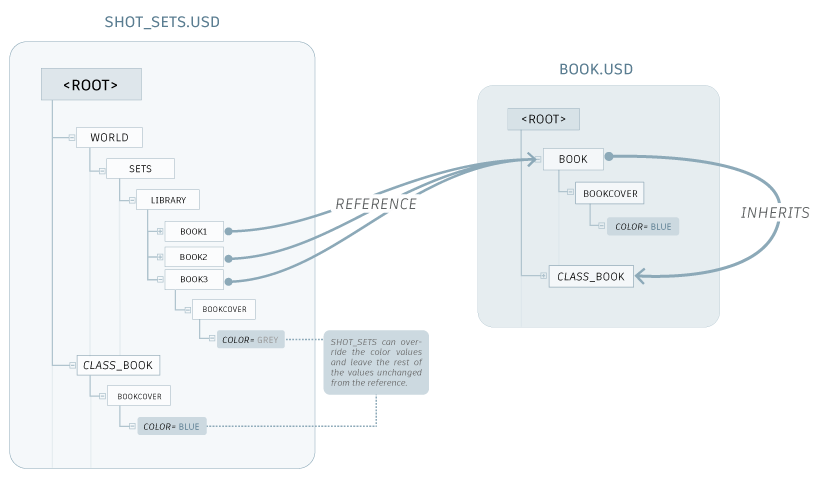 SHOT_SETS.USD
<ROOT>
WORLD
SETS
LIBRARY
BOOK1
BOOK2
BOOK3
BOOKCOVER
COLOR= GREY
CLASS_BOOK
BOOKCOVER
COLOR= BLUE
SHOT_SETS can over-
ride the color values
and leave the rest of
the values unchanged
from the reference.
REFERENCE
BOOK.USD
<ROOT>
BOOK
BOOKCOVER
COLOR= BLUE
CLASS_BOOK
INHERITS